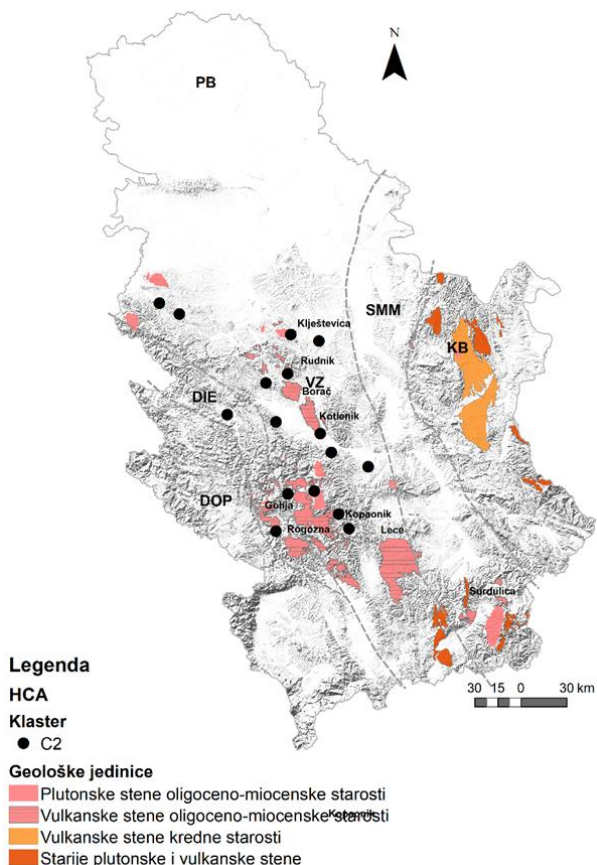 N
PB
SMM
Klještevica
KB
Rudnik
VZ
Borač
DIE
Kotlenik
DOP
Golija
Kopaonik
Rogozna
Lece
Surdulica
Legenda
HCA
Klaster
C2
30 15 0 30 km
Geološke jedinice
Plutonske stene oligoceno-miocenske starosti
Vulkanske stene oligoceno-miocenske starosti
Kopaonik
Vulkanske stene kredne starosti
Starije plutonske i vulkanske stene